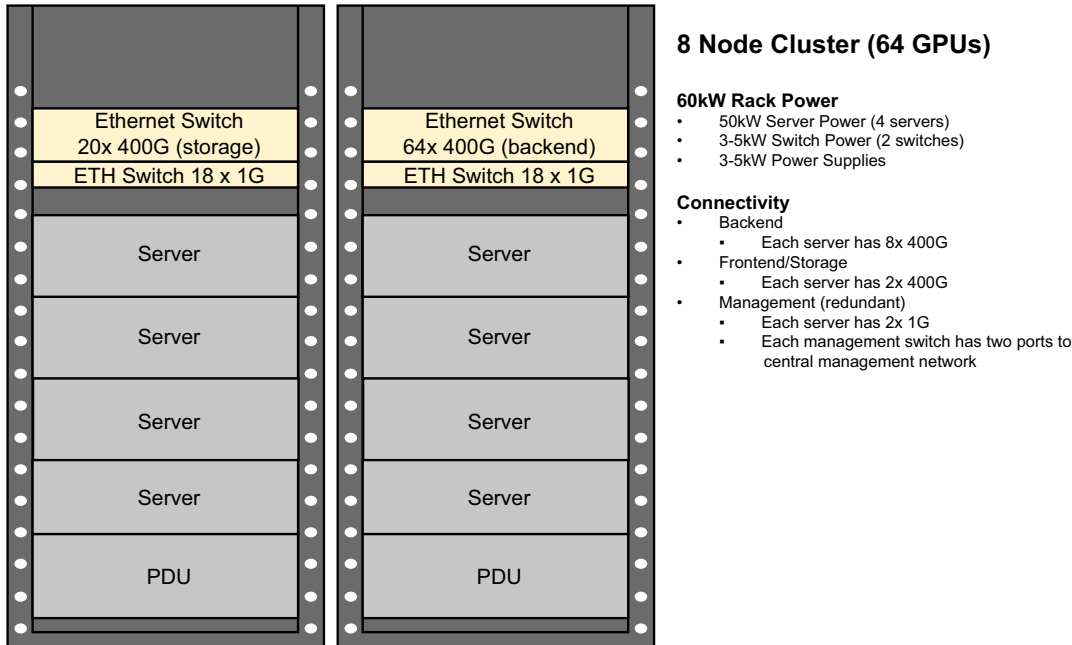 Ethernet Switch
20x 400G (storage)
ETH Switch 18 x 1G
Server
Server
Server
Server
PDU
Ethernet Switch
64x 400G (backend)
ETH Switch 18 x 1G
Server
Server
Server
Server
PDU
8 Node Cluster (64 GPUs)
60kW Rack Power
• 50kW Server Power (4 servers)
• 3-5kW Switch Power (2 switches)
• 3-5kW Power Supplies
Connectivity
• Backend
▪ Each server has 8x 400G
• Frontend/Storage
▪ Each server has 2x 400G
• Management (redundant)
▪ Each server has 2x 1G
▪ Each management switch has two ports to
central management network